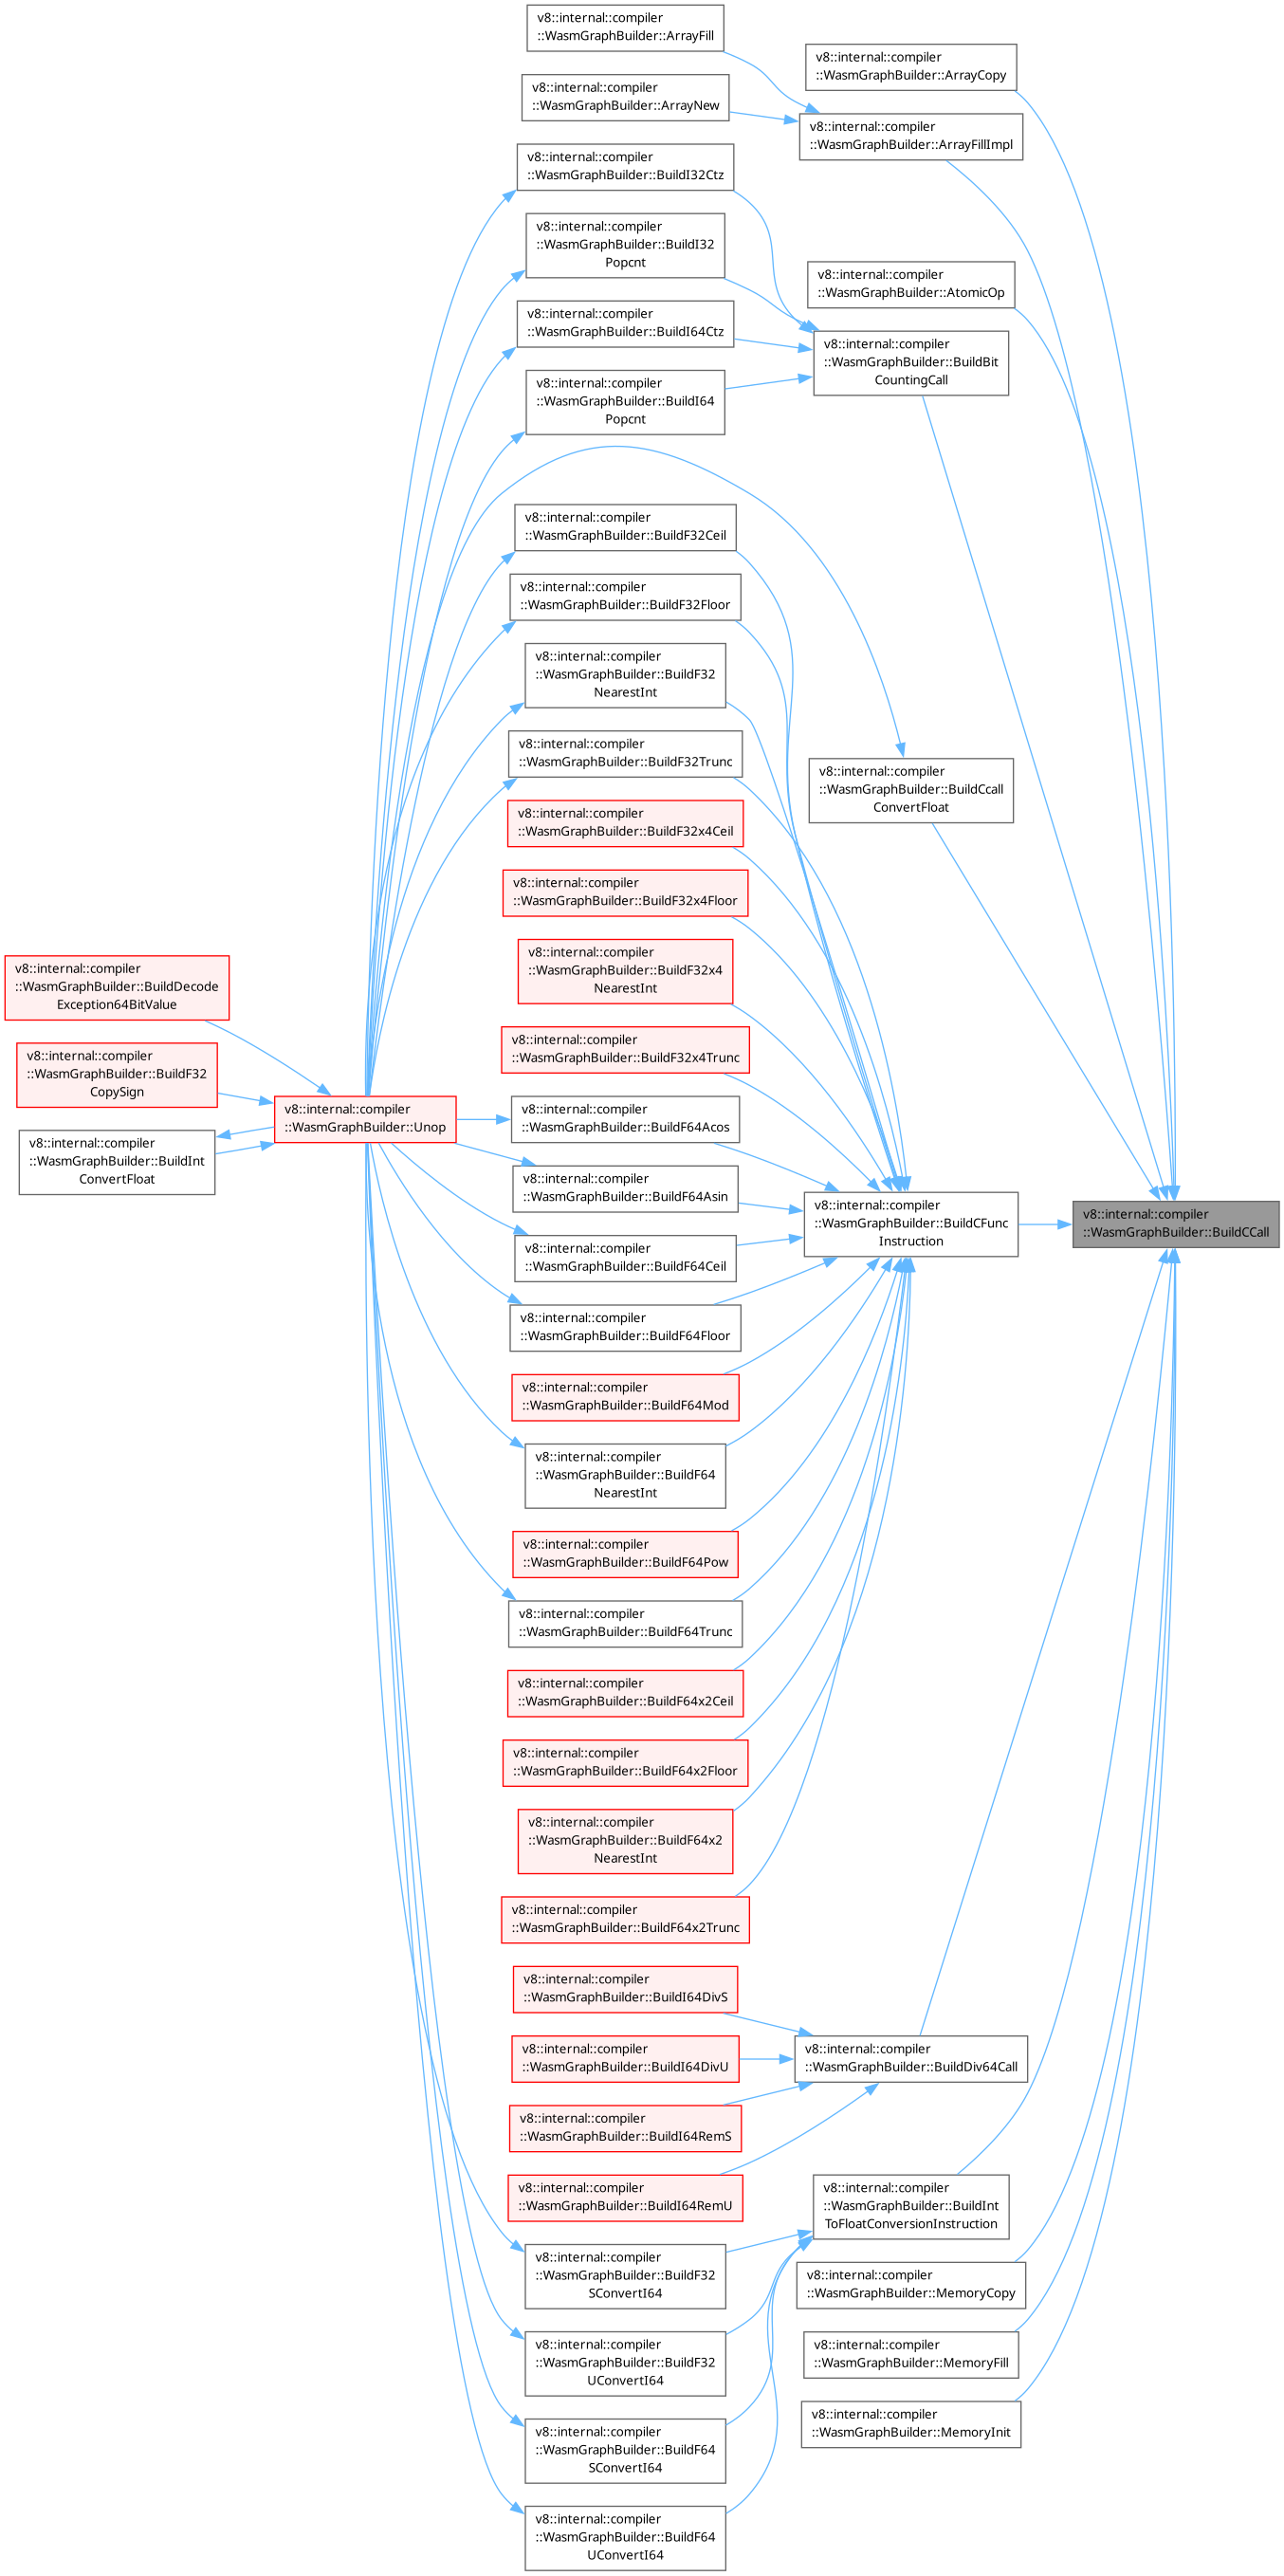 v8::internal::compiler
::WasmGraphBuilder::ArrayFill
v8::internal::compiler
::WasmGraphBuilder::ArrayCopy
v8::internal::compiler
::WasmGraphBuilder::ArrayNew
v8::internal::compiler
::WasmGraphBuilder::ArrayFillImpl
v8::internal::compiler
::WasmGraphBuilder::BuildI32Ctz
v8::internal::compiler
::WasmGraphBuilder::BuildI32
Popcnt
v8::internal::compiler
::WasmGraphBuilder::AtomicOp
v8::internal::compiler
::WasmGraphBuilder::BuildI64Ctz
v8::internal::compiler
::WasmGraphBuilder::BuildBit
CountingCall
v8::internal::compiler
::WasmGraphBuilder::BuildI64
Popcnt
v8::internal::compiler
::WasmGraphBuilder::BuildF32Ceil
v8::internal::compiler
::WasmGraphBuilder::BuildF32Floor
v8::internal::compiler
::WasmGraphBuilder::BuildF32
NearestInt
v8::internal::compiler
::WasmGraphBuilder::BuildF32Trunc
v8::internal::compiler
::WasmGraphBuilder::BuildCcall
ConvertFloat
v8::internal::compiler
::WasmGraphBuilder::BuildF32x4Ceil
v8::internal::compiler
::WasmGraphBuilder::BuildF32x4Floor
v8::internal::compiler
::WasmGraphBuilder::BuildF32x4
NearestInt
v8::internal::compiler
::WasmGraphBuilder::BuildDecode
Exception64BitValue
v8::internal::compiler
::WasmGraphBuilder::BuildF32x4Trunc
v8::internal::compiler
::WasmGraphBuilder::BuildF32
CopySign
v8::internal::compiler
::WasmGraphBuilder::Unop
v8::internal::compiler
::WasmGraphBuilder::BuildF64Acos
v8::internal::compiler
::WasmGraphBuilder::BuildInt
ConvertFloat
v8::internal::compiler
::WasmGraphBuilder::BuildF64Asin
v8::internal::compiler
::WasmGraphBuilder::BuildCFunc
Instruction
v8::internal::compiler
::WasmGraphBuilder::BuildCCall
v8::internal::compiler
::WasmGraphBuilder::BuildF64Ceil
v8::internal::compiler
::WasmGraphBuilder::BuildF64Floor
v8::internal::compiler
::WasmGraphBuilder::BuildF64Mod
v8::internal::compiler
::WasmGraphBuilder::BuildF64
NearestInt
v8::internal::compiler
::WasmGraphBuilder::BuildF64Pow
v8::internal::compiler
::WasmGraphBuilder::BuildF64Trunc
v8::internal::compiler
::WasmGraphBuilder::BuildF64x2Ceil
v8::internal::compiler
::WasmGraphBuilder::BuildF64x2Floor
v8::internal::compiler
::WasmGraphBuilder::BuildF64x2
NearestInt
v8::internal::compiler
::WasmGraphBuilder::BuildF64x2Trunc
v8::internal::compiler
::WasmGraphBuilder::BuildI64DivS
v8::internal::compiler
::WasmGraphBuilder::BuildI64DivU
v8::internal::compiler
::WasmGraphBuilder::BuildDiv64Call
v8::internal::compiler
::WasmGraphBuilder::BuildI64RemS
v8::internal::compiler
::WasmGraphBuilder::BuildI64RemU
v8::internal::compiler
::WasmGraphBuilder::BuildInt
ToFloatConversionInstruction
v8::internal::compiler
::WasmGraphBuilder::BuildF32
SConvertI64
v8::internal::compiler
::WasmGraphBuilder::MemoryCopy
v8::internal::compiler
::WasmGraphBuilder::BuildF32
UConvertI64
v8::internal::compiler
::WasmGraphBuilder::MemoryFill
v8::internal::compiler
::WasmGraphBuilder::MemoryInit
v8::internal::compiler
::WasmGraphBuilder::BuildF64
SConvertI64
v8::internal::compiler
::WasmGraphBuilder::BuildF64
UConvertI64